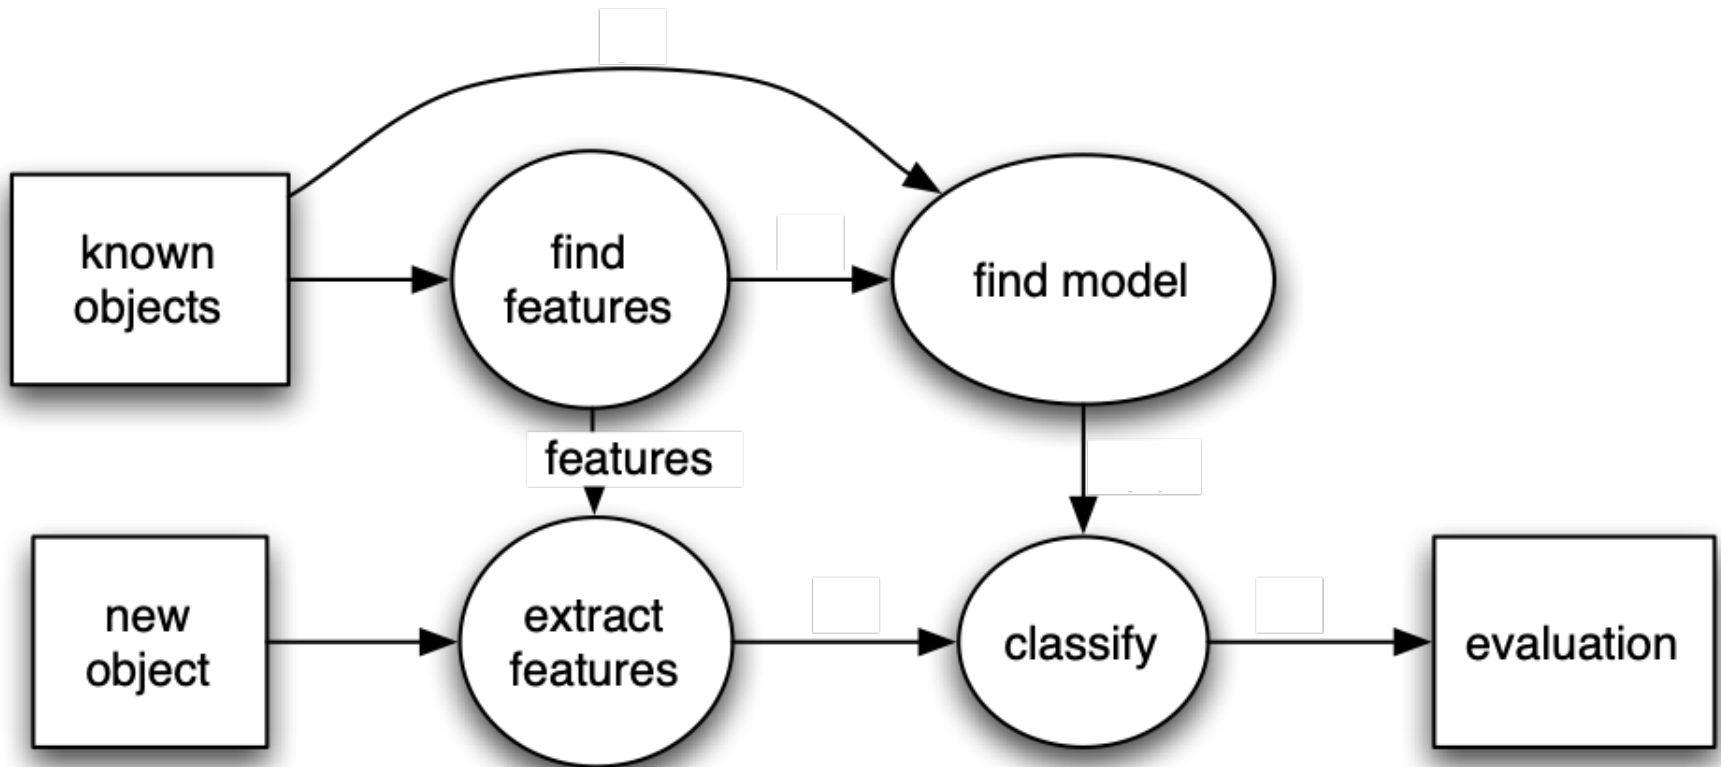 known
objects
find
features
find model
features
new
object
extract
features
classify
evaluation